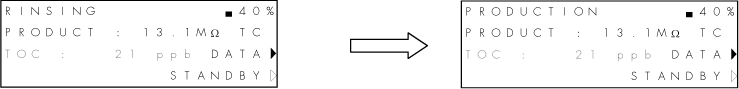 RINSING 40%
PRODUCT : 13.1MΩ TC
TOC : 21 ppb DATA
STANDBY
PRODUCTION 40%
PRODUCT : 13.1MΩ TC
TOC : 21 ppb DATA
STANDBY